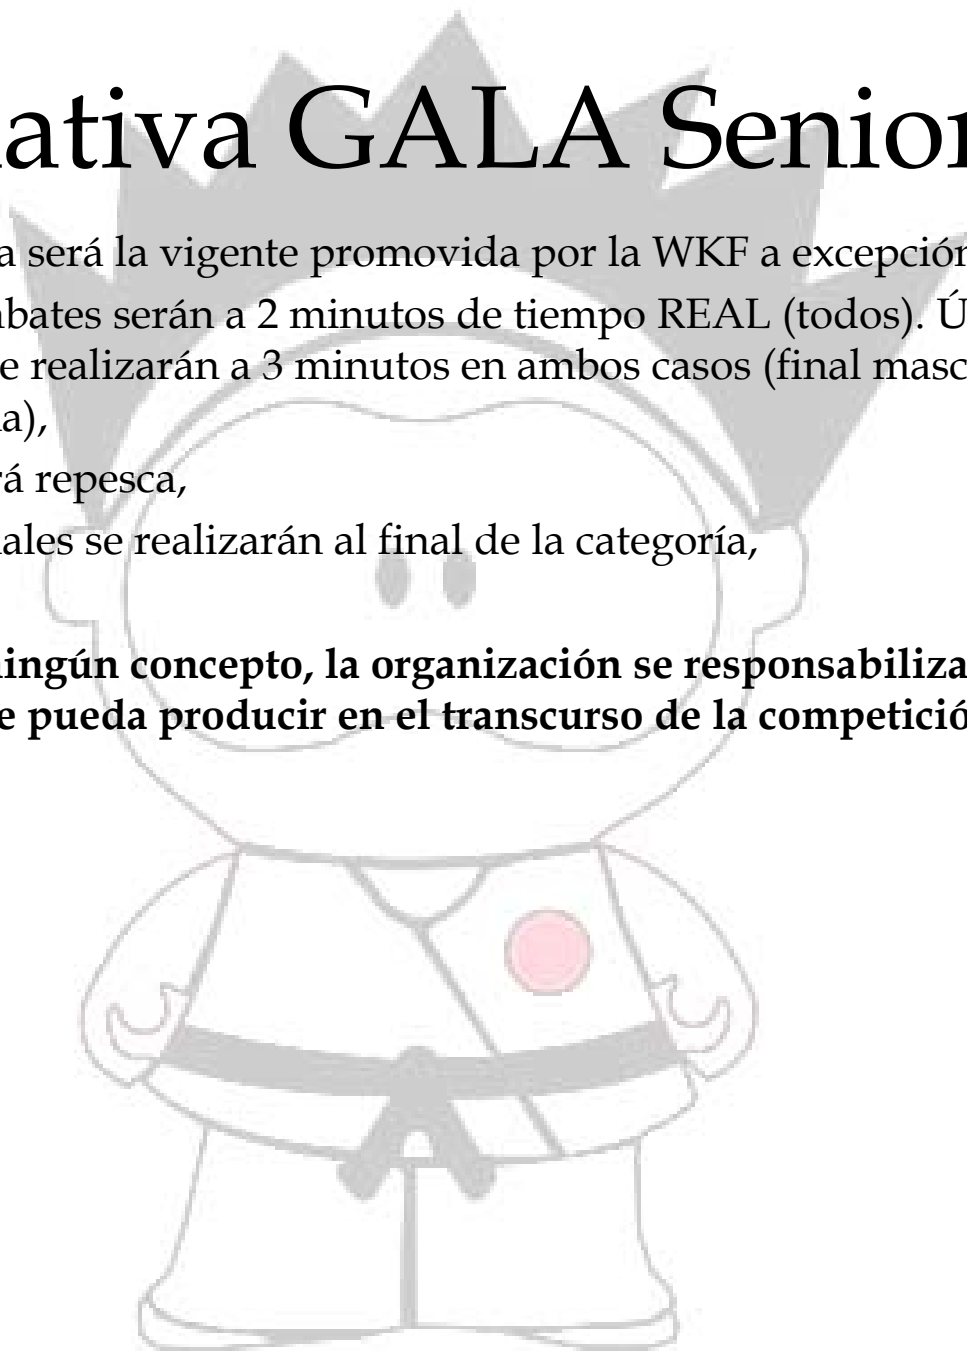 ativa GALA Senior
a será la vigente promovida por la WKF a excepción
bates serán a 2 minutos de tiempo REAL (todos). Ú
e realizarán a 3 minutos en ambos casos (final masc
a),
rá repesca,
ales se realizarán al final de la categoría,
ningún concepto, la organización se responsabiliza
e pueda producir en el transcurso de la competició